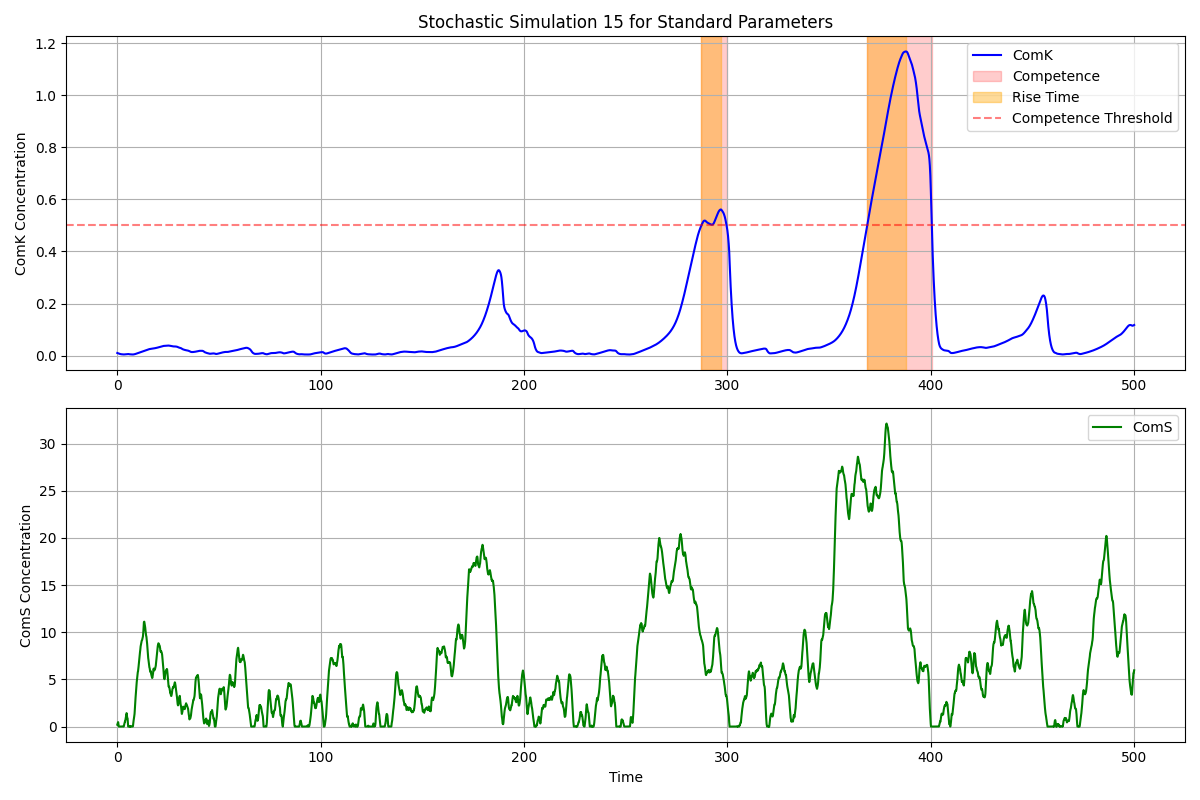 Stochastic Simulation 15 for Standard Parameters
ComK Concentration
1.2
1.0
0.8
0.6
0.4
0.2
0.0
ComK
Competence
Rise Time
Competence Threshold
0 100 200 300 400 500
ComS Concentration
30
25
20
15
10
5
0
ComS
0 100 200 300 400 500
Time